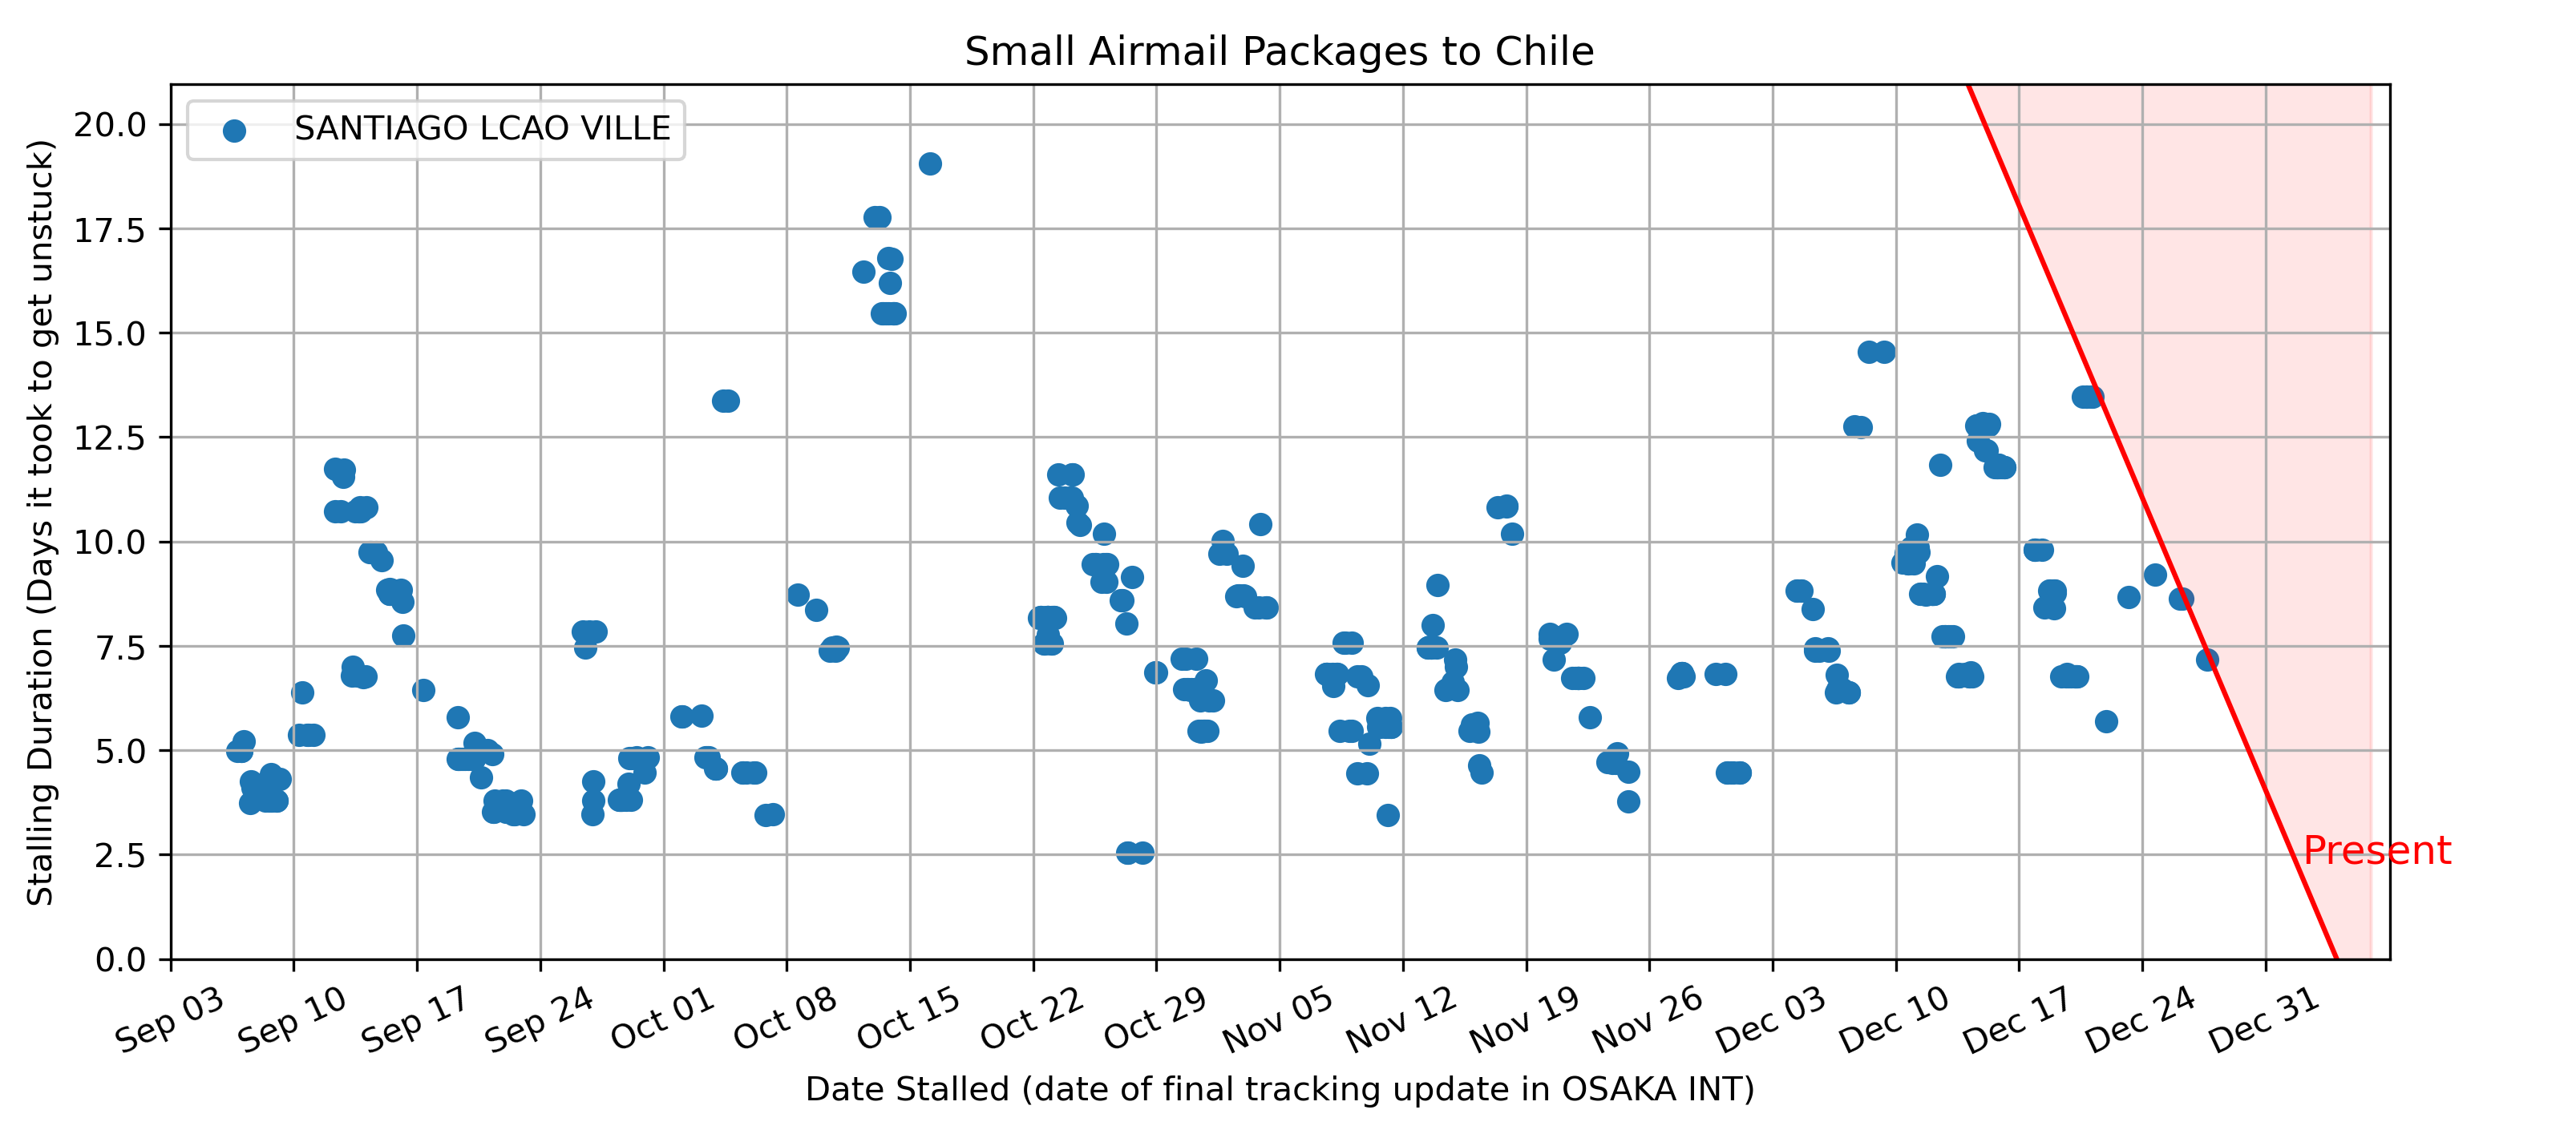 Small Airmail Packages to Chile
SANTIAGO LCAO VILLE
Stalling Duration (Days it took to get unstuck)
20.0
17.5
15.0
12.5
10.0
7.5
5.0
2.5
0.0
Present
Sep 03
Sep 10
Sep 17
Sep 24
Oct 01
Oct 08
Oct 15
Oct 22
Oct 29
Nov 05
Nov 12
Nov 19
Nov 26
Dec 03
Dec 10
Dec 17
Dec 24
Dec 31
Date Stalled (date of final tracking update in OSAKA INT)